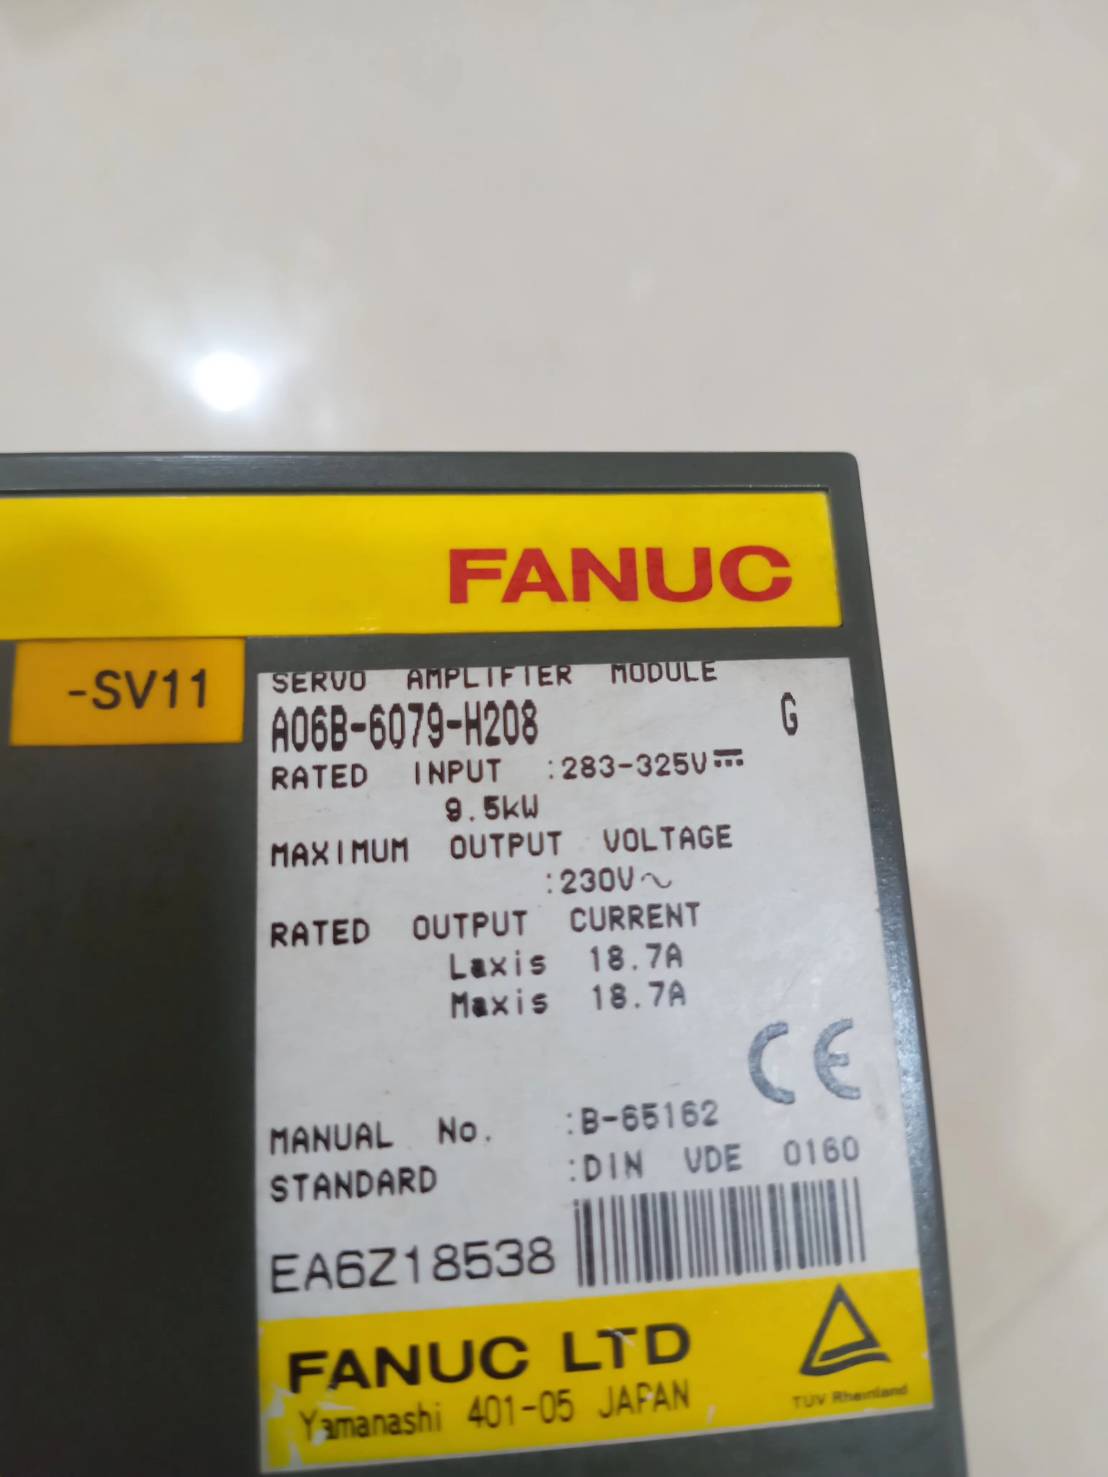 FANUC
-SV11
SERVO AMPLIFIER MODULE
A06B-6079-H208 G
RATED INPUT :283-325V⎓
9.5kW
MAXIMUM OUTPUT VOLTAGE
:230V~
RATED OUTPUT CURRENT
Laxis 18.7A
Maxis 18.7A
CE
MANUAL No. :B-65162
STANDARD :DIN VDE 0160
EA6Z18538
FANUC LTD
Yamanashi 401-05 JAPAN
TUV Rheinland